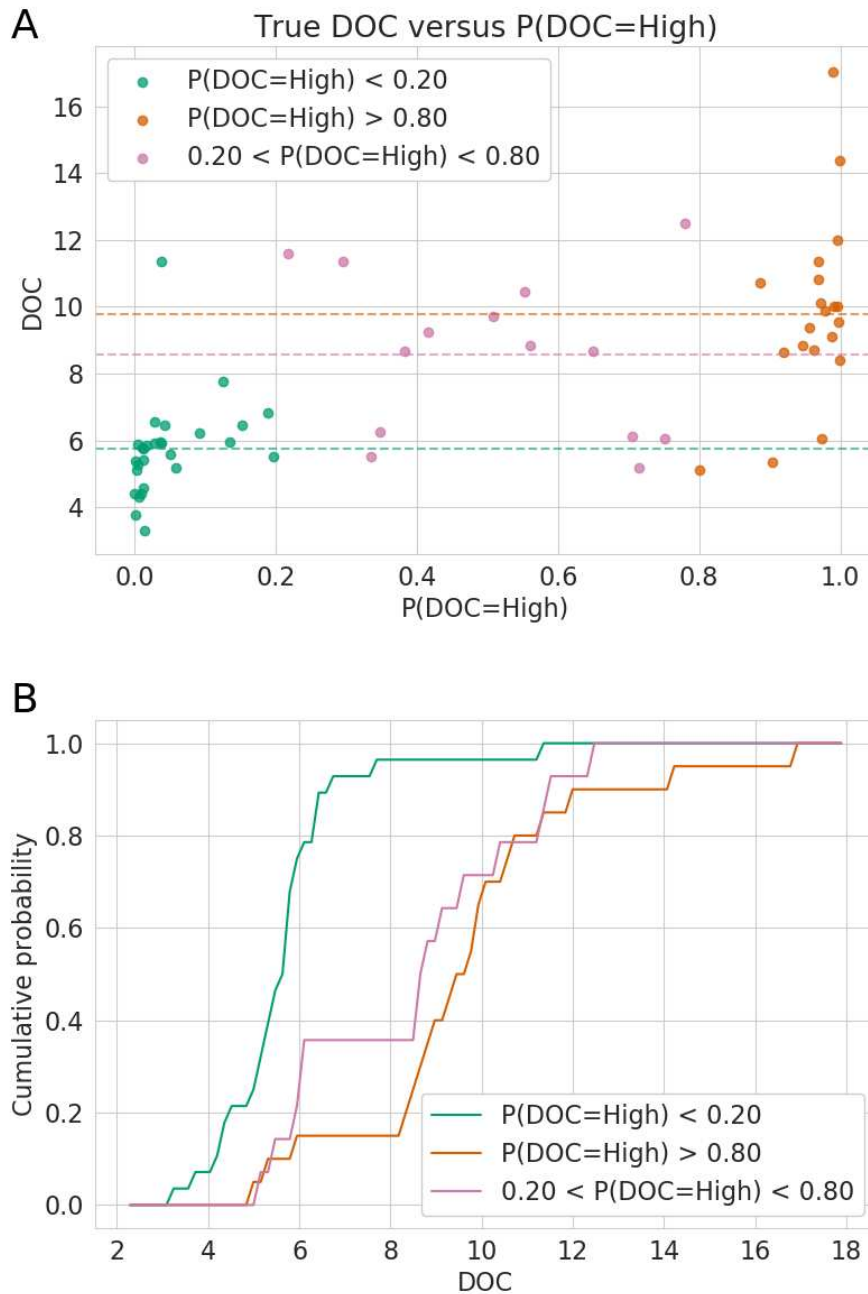 A
True DOC versus P(DOC=High)
P(DOC=High) < 0.20
P(DOC=High) > 0.80
0.20 < P(DOC=High) < 0.80
16
14
12
10
8
6
4
DOC
0.0 0.2 0.4 0.6 0.8 1.0
P(DOC=High)
B
1.0
0.8
0.6
0.4
0.2
0.0
Cumulative probability
P(DOC=High) < 0.20
P(DOC=High) > 0.80
0.20 < P(DOC=High) < 0.80
2 4 6 8 10 12 14 16 18
DOC